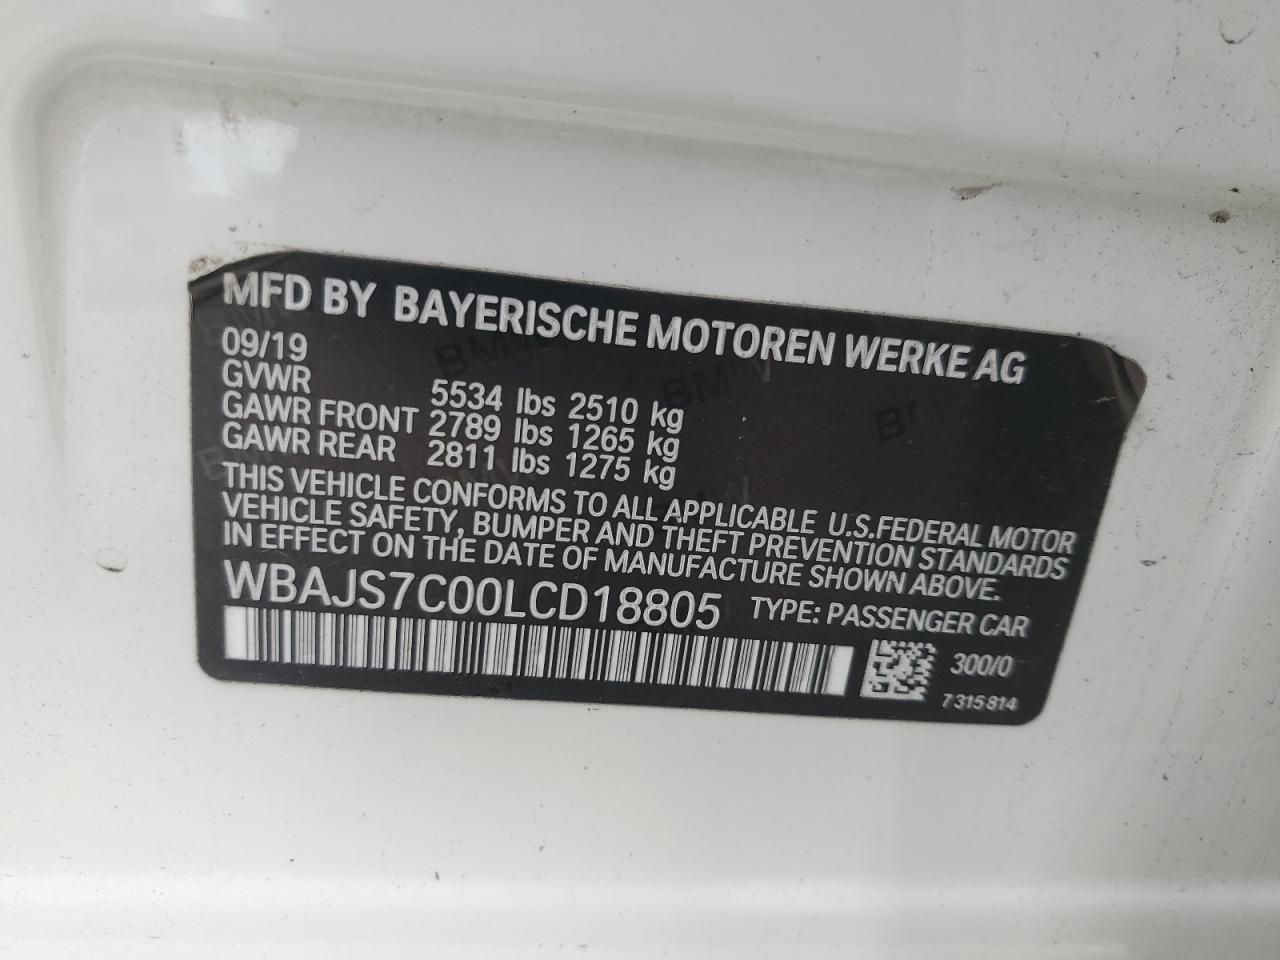 MFD BY BAYERISCHE MOTOREN WERKE AG
09/19
GVWR 5534 lbs 2510 kg
GAWR FRONT 2789 lbs 1265 kg
GAWR REAR 2811 lbs 1275 kg
THIS VEHICLE CONFORMS TO ALL APPLICABLE U.S.FEDERAL MOTOR
VEHICLE SAFETY, BUMPER AND THEFT PREVENTION STANDARDS
IN EFFECT ON THE DATE OF MANUFACTURE SHOWN ABOVE.
WBAJS7C00LCD18805 TYPE: PASSENGER CAR
300/0
7315814